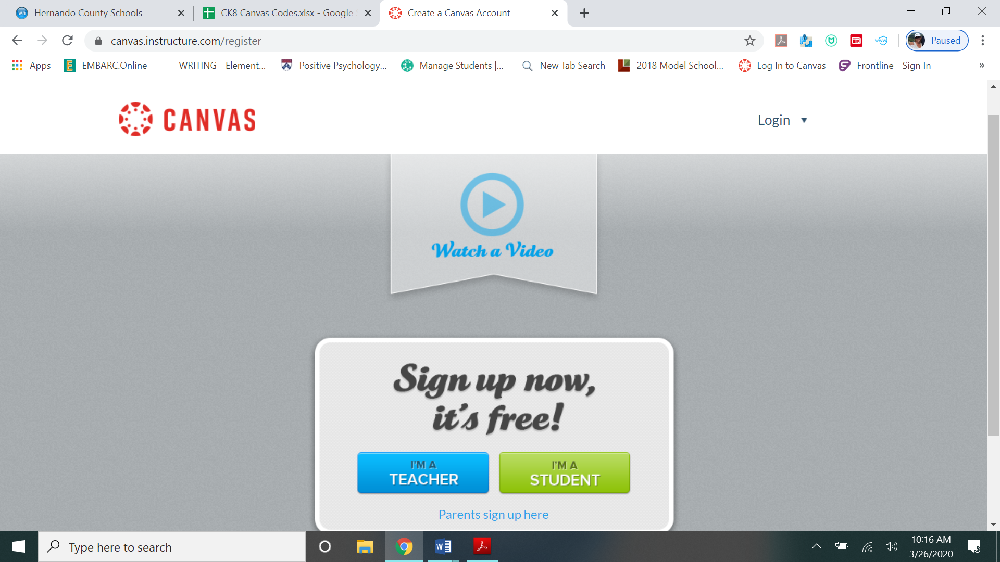 Hernando County Schools
CK8 Canvas Codes.xlsx - Google
Create a Canvas Account
canvas.instructure.com/register
Paused
Apps
EMBARC.Online
WRITING - Element...
Positive Psychology...
Manage Students |...
New Tab Search
2018 Model School...
Log In to Canvas
Frontline - Sign In
»
CANVAS
Login
Watch a Video
Sign up now,
it's free!
I'M A
TEACHER
I'M A
STUDENT
Parents sign up here
Type here to search
10:16 AM
3/26/2020